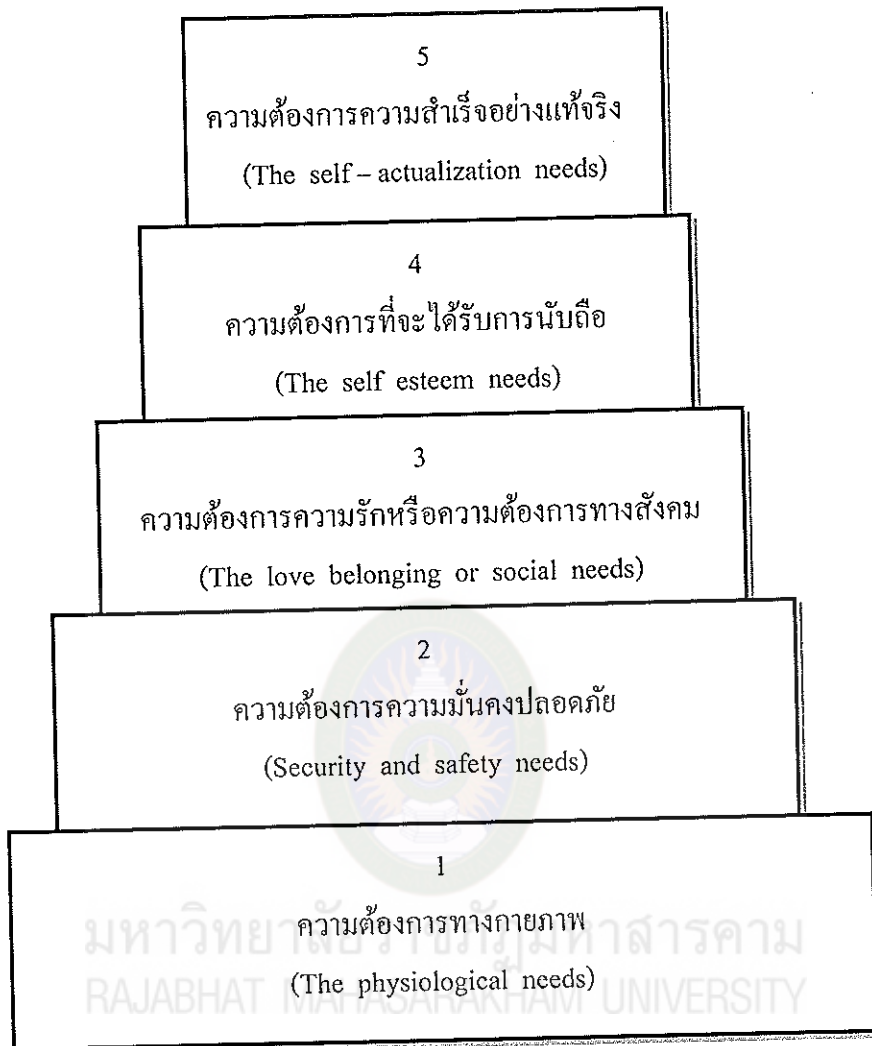 5
ความต้องการความสำเร็จอย่างแท้จริง
(The self – actualization needs)
4
ความต้องการที่จะได้รับการนับถือ
(The self esteem needs)
3
ความต้องการความรักหรือความต้องการทางสังคม
(The love belonging or social needs)
2
ความต้องการความมั่นคงปลอดภัย
(Security and safety needs)
1
ความต้องการทางกายภาพ
(The physiological needs)
มหาวิทยาลัยราชภัฏมหาสารคาม
RAJABHAT MAHASARAKHAM UNIVERSITY